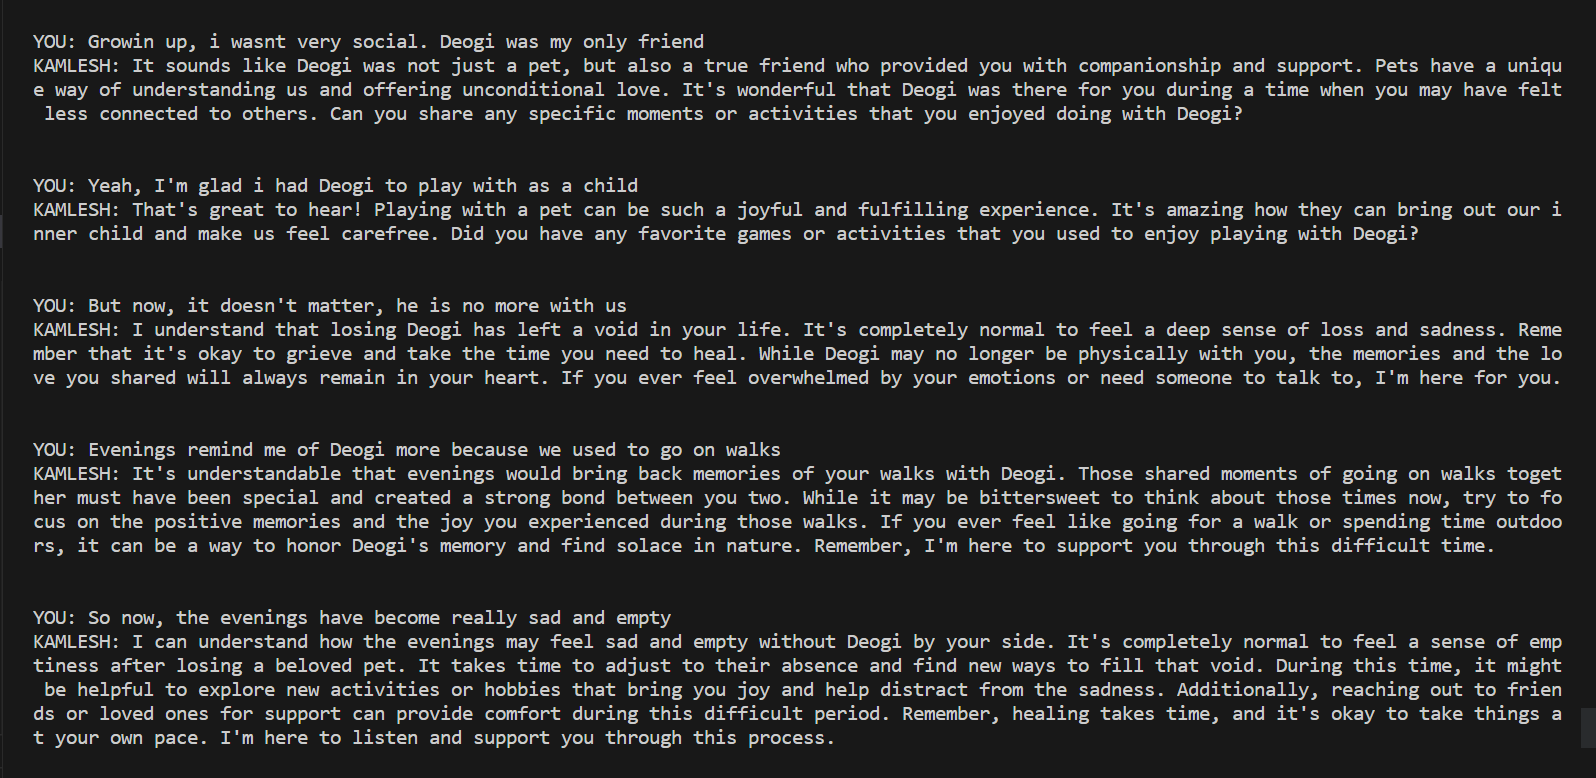 YOU: Growin up, i wasnt very social. Deogi was my only friend
KAMLESH: It sounds like Deogi was not just a pet, but also a true friend who provided you with companionship and support. Pets have a uniqu
e way of understanding us and offering unconditional love. It's wonderful that Deogi was there for you during a time when you may have felt
 less connected to others. Can you share any specific moments or activities that you enjoyed doing with Deogi?
YOU: Yeah, I'm glad i had Deogi to play with as a child
KAMLESH: That's great to hear! Playing with a pet can be such a joyful and fulfilling experience. It's amazing how they can bring out our i
nner child and make us feel carefree. Did you have any favorite games or activities that you used to enjoy playing with Deogi?
YOU: But now, it doesn't matter, he is no more with us
KAMLESH: I understand that losing Deogi has left a void in your life. It's completely normal to feel a deep sense of loss and sadness. Reme
mber that it's okay to grieve and take the time you need to heal. While Deogi may no longer be physically with you, the memories and the lo
ve you shared will always remain in your heart. If you ever feel overwhelmed by your emotions or need someone to talk to, I'm here for you.
YOU: Evenings remind me of Deogi more because we used to go on walks
KAMLESH: It's understandable that evenings would bring back memories of your walks with Deogi. Those shared moments of going on walks toget
her must have been special and created a strong bond between you two. While it may be bittersweet to think about those times now, try to fo
cus on the positive memories and the joy you experienced during those walks. If you ever feel like going for a walk or spending time outdoo
rs, it can be a way to honor Deogi's memory and find solace in nature. Remember, I'm here to support you through this difficult time.
YOU: So now, the evenings have become really sad and empty
KAMLESH: I can understand how the evenings may feel sad and empty without Deogi by your side. It's completely normal to feel a sense of emp
tiness after losing a beloved pet. It takes time to adjust to their absence and find new ways to fill that void. During this time, it might
 be helpful to explore new activities or hobbies that bring you joy and help distract from the sadness. Additionally, reaching out to frien
ds or loved ones for support can provide comfort during this difficult period. Remember, healing takes time, and it's okay to take things a
t your own pace. I'm here to listen and support you through this process.